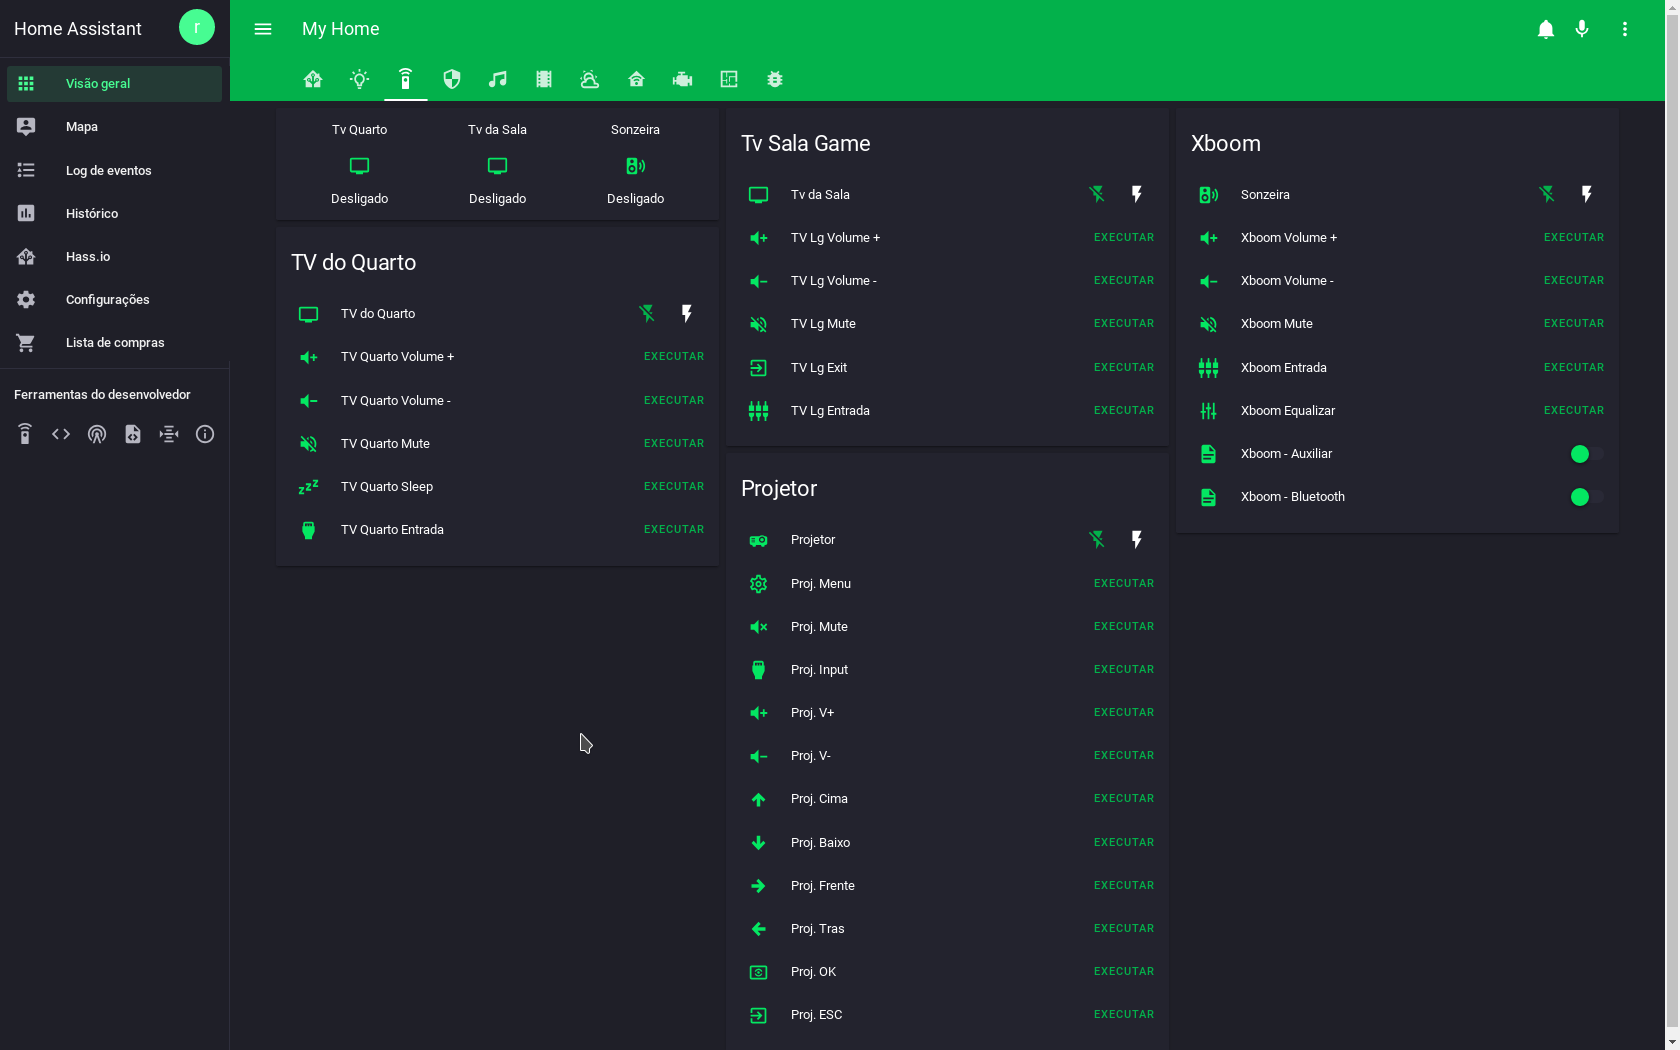 Home Assistant
r
My Home
Visão geral
Mapa
Log de eventos
Histórico
Hass.io
Configurações
Lista de compras
Ferramentas do desenvolvedor
Tv Quarto
Tv da Sala
Sonzeira
Desligado
Desligado
Desligado
TV do Quarto
TV do Quarto
TV Quarto Volume + EXECUTAR
TV Quarto Volume - EXECUTAR
TV Quarto Mute EXECUTAR
TV Quarto Sleep EXECUTAR
TV Quarto Entrada EXECUTAR
Tv Sala Game
Tv da Sala
TV Lg Volume + EXECUTAR
TV Lg Volume - EXECUTAR
TV Lg Mute EXECUTAR
TV Lg Exit EXECUTAR
TV Lg Entrada EXECUTAR
Projetor
Projetor
Proj. Menu EXECUTAR
Proj. Mute EXECUTAR
Proj. Input EXECUTAR
Proj. V+ EXECUTAR
Proj. V- EXECUTAR
Proj. Cima EXECUTAR
Proj. Baixo EXECUTAR
Proj. Frente EXECUTAR
Proj. Tras EXECUTAR
Proj. OK EXECUTAR
Proj. ESC EXECUTAR
Xboom
Sonzeira
Xboom Volume + EXECUTAR
Xboom Volume - EXECUTAR
Xboom Mute EXECUTAR
Xboom Entrada EXECUTAR
Xboom Equalizar EXECUTAR
Xboom - Auxiliar
Xboom - Bluetooth